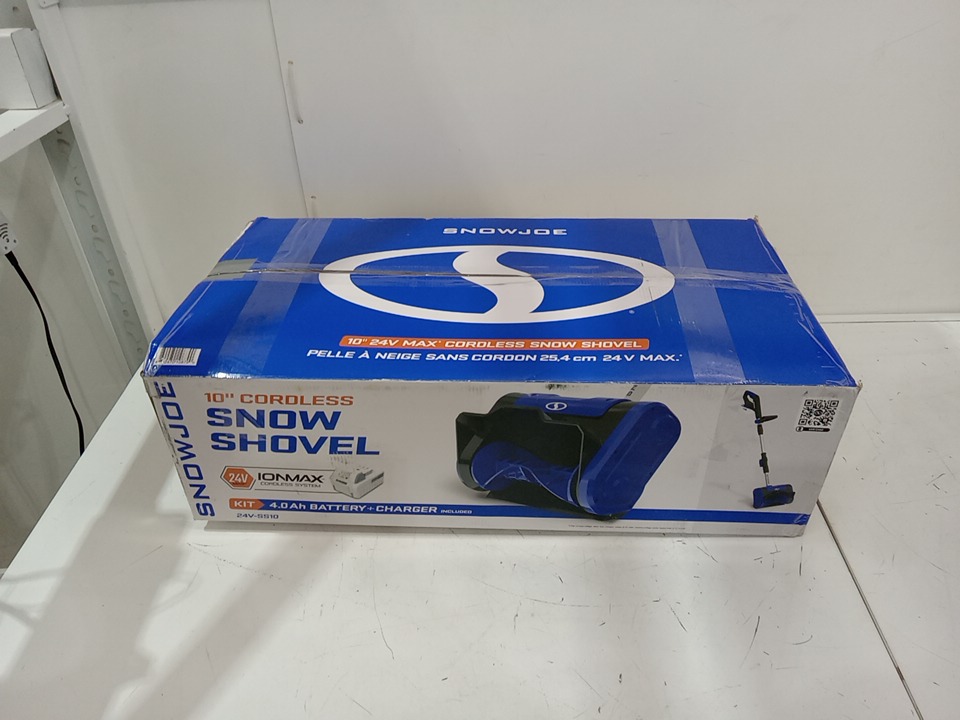 SNOWJOE
10" 24V MAX* CORDLESS SNOW SHOVEL
PELLE À NEIGE SANS CORDON 25,4 cm 24 V MAX.*
SNOWJOE
10" CORDLESS
SNOW
SHOVEL
24V IONMAX
CORDLESS SYSTEM
KIT 4.0Ah BATTERY + CHARGER INCLUDED
24V-SS10